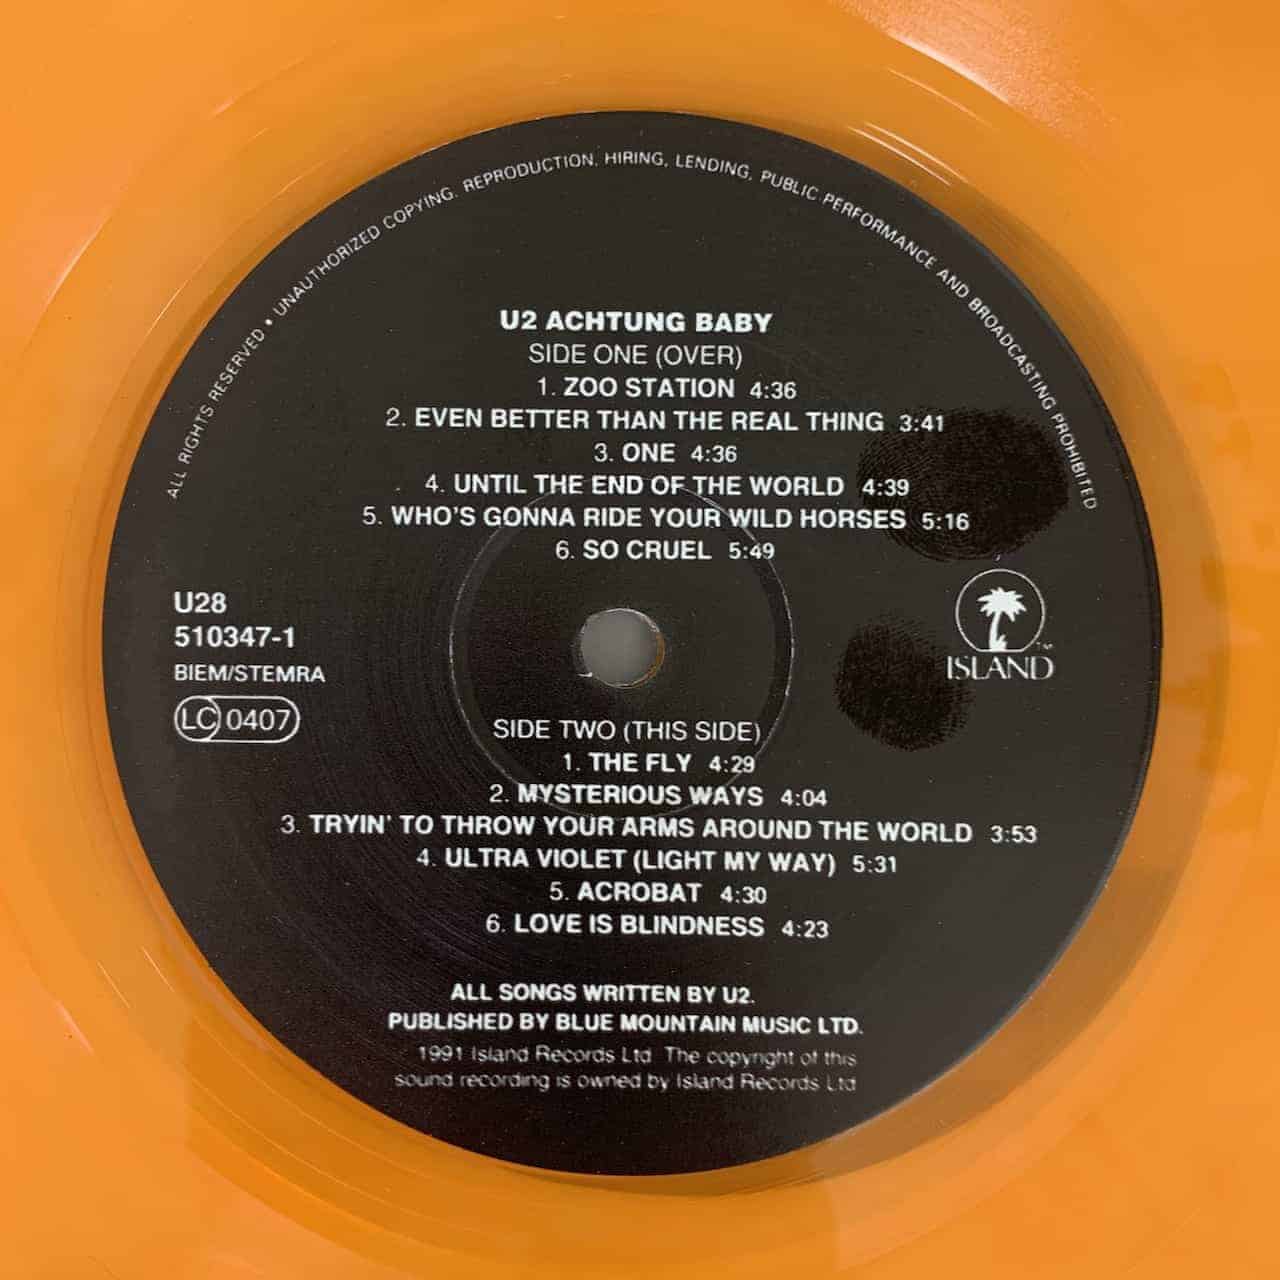 ALL RIGHTS RESERVED • UNAUTHORIZED COPYING. REPRODUCTION. HIRING, LENDING, PUBLIC PERFORMANCE AND BROADCASTING PROHIBITED
U2 ACHTUNG BABY
SIDE ONE (OVER)
1. ZOO STATION 4:36
2. EVEN BETTER THAN THE REAL THING 3:41
3. ONE 4:36
4. UNTIL THE END OF THE WORLD 4:39
5. WHO'S GONNA RIDE YOUR WILD HORSES 5:16
6. SO CRUEL 5:49
U28
510347-1
BIEM/STEMRA
LC 0407
ISLAND™
SIDE TWO (THIS SIDE)
1. THE FLY 4:29
2. MYSTERIOUS WAYS 4:04
3. TRYIN' TO THROW YOUR ARMS AROUND THE WORLD 3:53
4. ULTRA VIOLET (LIGHT MY WAY) 5:31
5. ACROBAT 4:30
6. LOVE IS BLINDNESS 4:23
ALL SONGS WRITTEN BY U2.
PUBLISHED BY BLUE MOUNTAIN MUSIC LTD.
1991 Island Records Ltd The copyright of this
sound recording is owned by Island Records Ltd